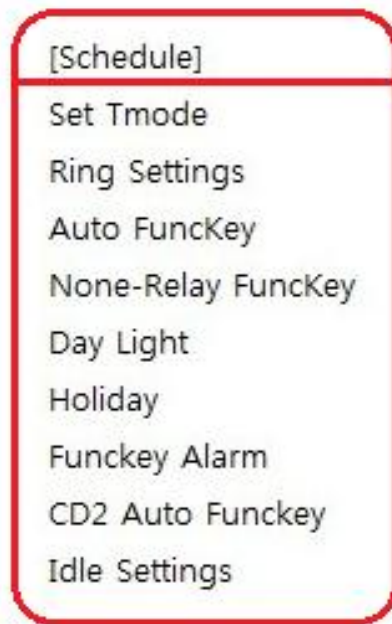 [Schedule]
Set Tmode
Ring Settings
Auto FuncKey
None-Relay FuncKey
Day Light
Holiday
Funckey Alarm
CD2 Auto Funckey
Idle Settings